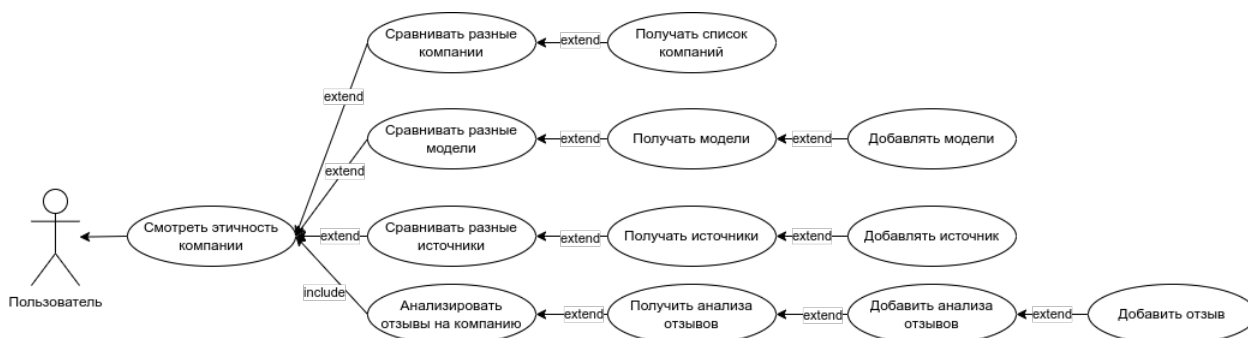 Сравнивать разные
компании
extend
Получать список
компаний
extend
Сравнивать разные
модели
extend
Получать модели
extend
Добавлять модели
extend
Пользователь
Смотреть этичность
компании
extend
Сравнивать разные
источники
extend
Получать источники
extend
Добавлять источник
include
Анализировать
отзывы на компанию
extend
Получить анализа
отзывов
extend
Добавить анализа
отзывов
extend
Добавить отзыв